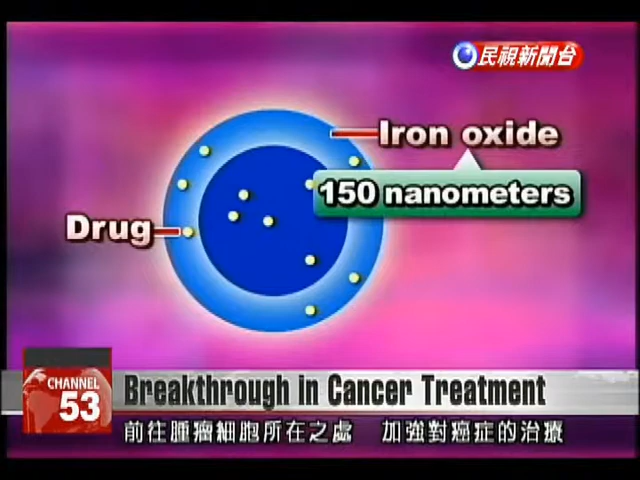 民視新聞台
Iron oxide
150 nanometers
Drug
CHANNEL
53
Breakthrough in Cancer Treatment
前往腫瘤細胞所在之處 加強對癌症的治療